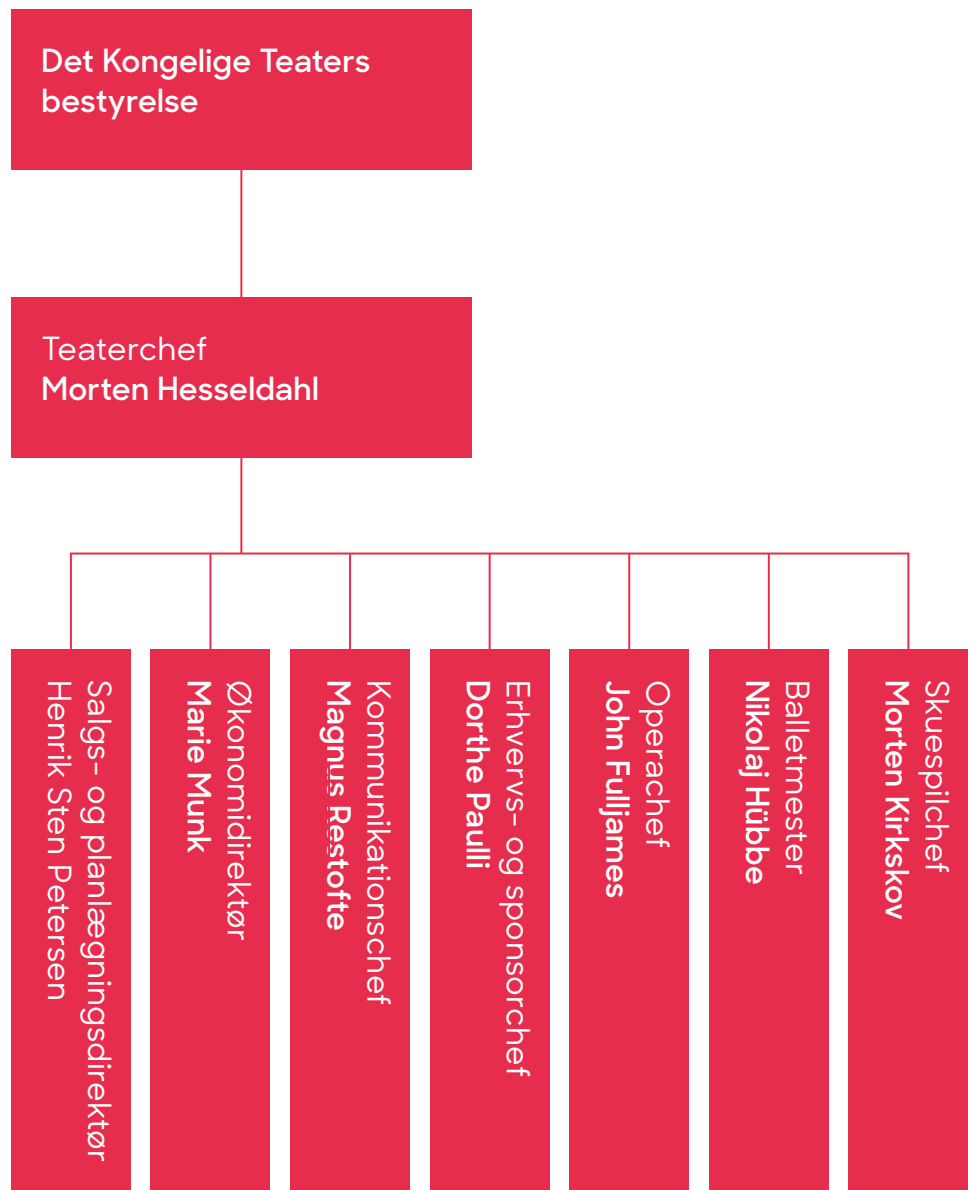 Det Kongelige Teaters
bestyrelse
Teaterchef
Morten Hesseldahl
Salgs- og planlægningsdirektør
Henrik Sten Petersen
Økonomidirektør
Marie Munk
Kommunikationschef
Magnus Restofte
Erhvervs- og sponsorchef
Dorthe Paulli
Operachef
John Fulljames
Balletmester
Nikolaj Hübbe
Skuespilchef
Morten Kirkskov